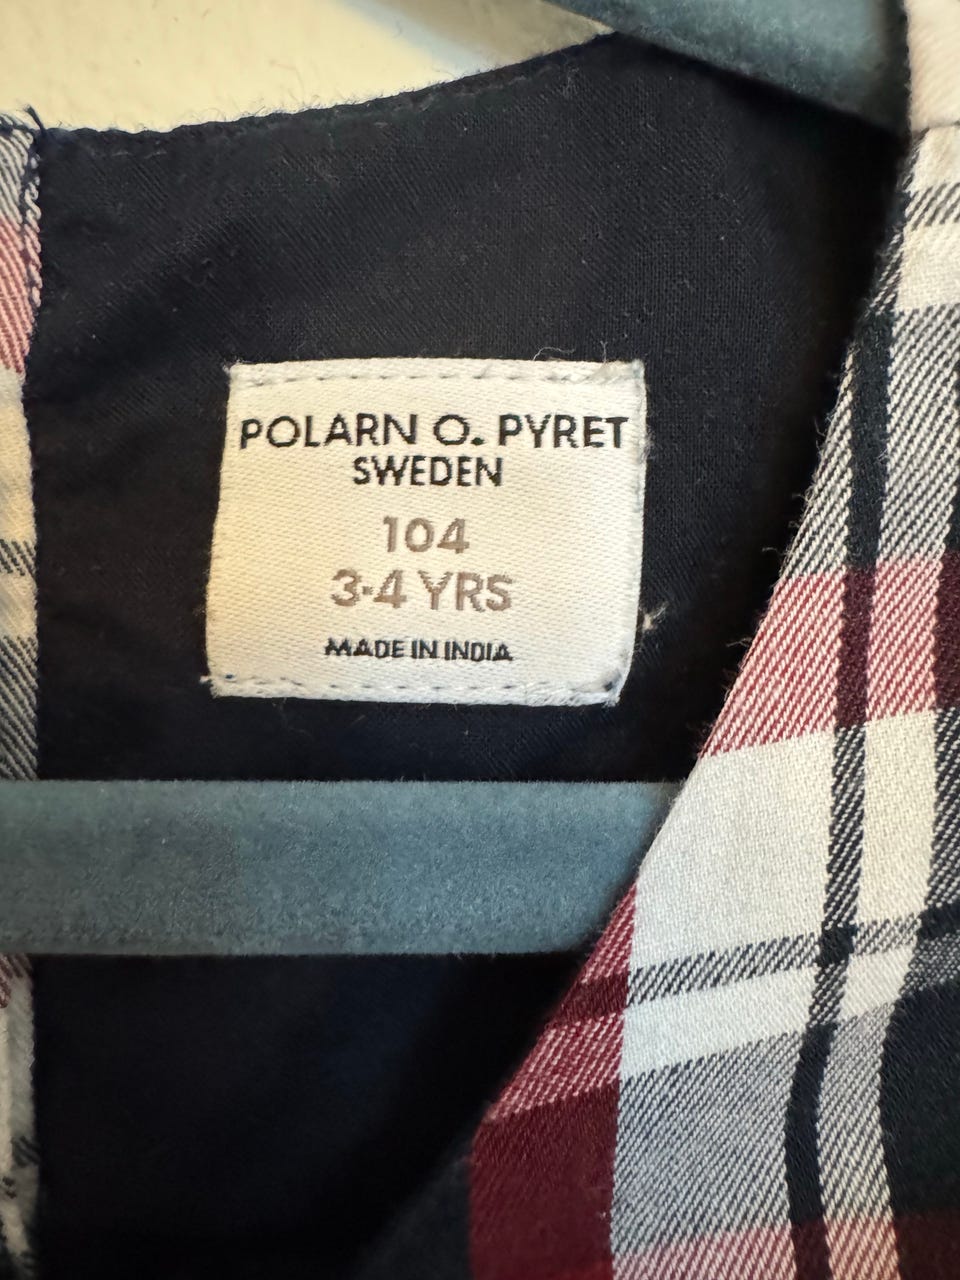 POLARN O. PYRET
SWEDEN
104
3-4 YRS
MADE IN INDIA